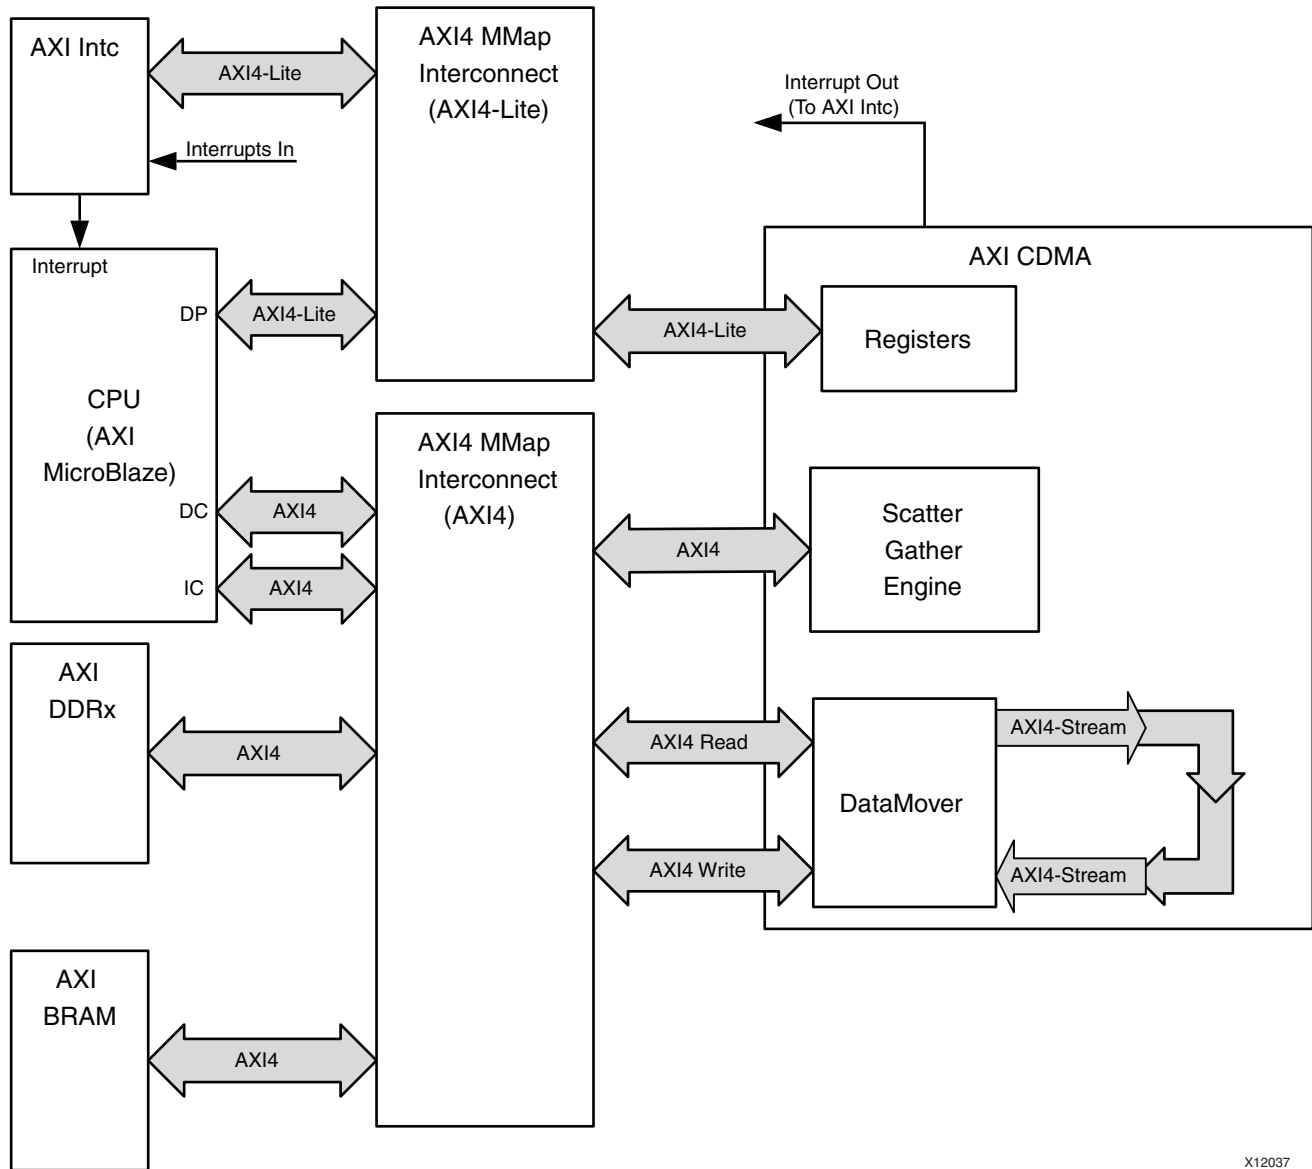 AXI Intc
AXI4-Lite
AXI4 MMap
Interconnect
(AXI4-Lite)
Interrupts In
Interrupt Out
(To AXI Intc)
Interrupt
DP
AXI4-Lite
CPU
(AXI
MicroBlaze)
DC
AXI4
IC
AXI4
AXI4-Lite
AXI CDMA
Registers
AXI4 MMap
Interconnect
(AXI4)
AXI4
Scatter
Gather
Engine
AXI
DDRx
AXI4
AXI4 Read
AXI4 Write
DataMover
AXI4-Stream
AXI4-Stream
AXI
BRAM
AXI4
X12037